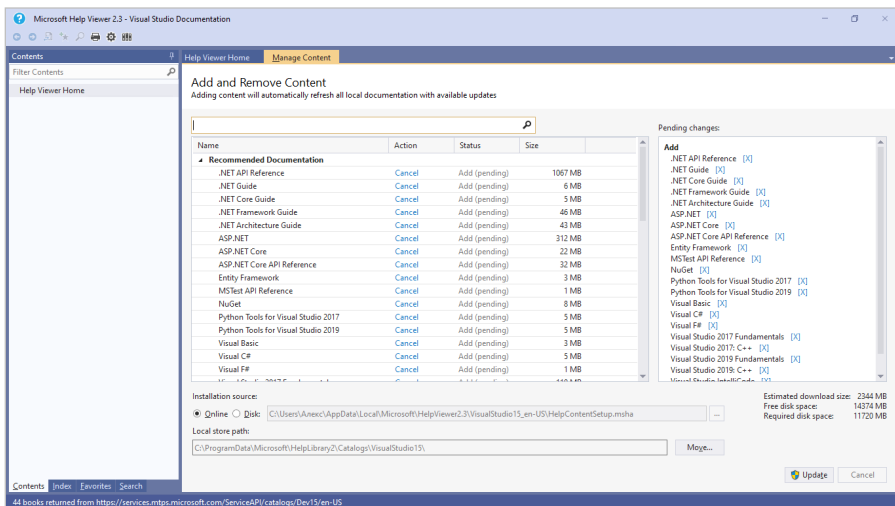 Microsoft Help Viewer 2.3 - Visual Studio Documentation
Contents
Filter Contents
Help Viewer Home
Help Viewer Home Manage Content
Add and Remove Content
Adding content will automatically refresh all local documentation with available updates
Name Action Status Size
Recommended Documentation
.NET API Reference Cancel Add (pending) 1067 MB
.NET Guide Cancel Add (pending) 6 MB
.NET Core Guide Cancel Add (pending) 5 MB
.NET Framework Guide Cancel Add (pending) 46 MB
.NET Architecture Guide Cancel Add (pending) 43 MB
ASP.NET Cancel Add (pending) 312 MB
ASP.NET Core Cancel Add (pending) 22 MB
ASP.NET Core API Reference Cancel Add (pending) 32 MB
Entity Framework Cancel Add (pending) 3 MB
MSTest API Reference Cancel Add (pending) 1 MB
NuGet Cancel Add (pending) 8 MB
Python Tools for Visual Studio 2017 Cancel Add (pending) 5 MB
Python Tools for Visual Studio 2019 Cancel Add (pending) 5 MB
Visual Basic Cancel Add (pending) 3 MB
Visual C# Cancel Add (pending) 5 MB
Visual F# Cancel Add (pending) 1 MB
Pending changes:
Add
.NET API Reference [X]
.NET Guide [X]
.NET Core Guide [X]
.NET Framework Guide [X]
.NET Architecture Guide [X]
ASP.NET [X]
ASP.NET Core [X]
ASP.NET Core API Reference [X]
Entity Framework [X]
MSTest API Reference [X]
NuGet [X]
Python Tools for Visual Studio 2017 [X]
Python Tools for Visual Studio 2019 [X]
Visual Basic [X]
Visual C# [X]
Visual F# [X]
Visual Studio 2017 Fundamentals [X]
Visual Studio 2017: C++ [X]
Visual Studio 2019 Fundamentals [X]
Visual Studio 2019: C++ [X]
Visual Studio IntelliCode [X]
Installation source:
Online Disk: C:\Users\Алекс\AppData\Local\Microsoft\HelpViewer2.3\VisualStudio15_en-US\HelpContentSetup.msha ...
Local store path:
C:\ProgramData\Microsoft\HelpLibrary2\Catalogs\VisualStudio15\ Move...
Estimated download size: 2344 MB
Free disk space: 14374 MB
Required disk space: 11720 MB
Update Cancel
Contents Index Favorites Search
44 books returned from https://services.mtps.microsoft.com/ServiceAPI/catalogs/Dev15/en-US